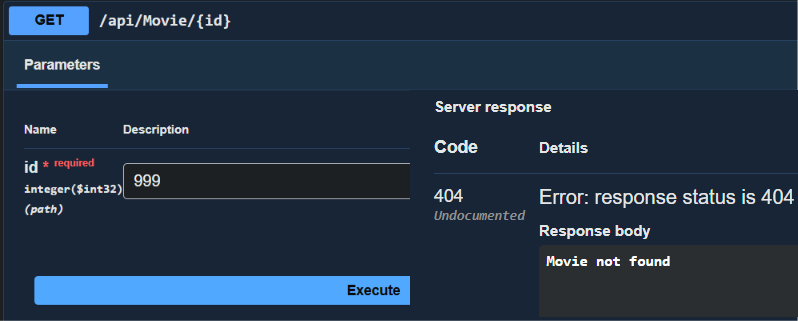 GET /api/Movie/{id}
Parameters
Name Description
id * required
integer($int32)
(path)
999
Execute
Server response
Code Details
404
Undocumented
Error: response status is 404
Response body
Movie not found